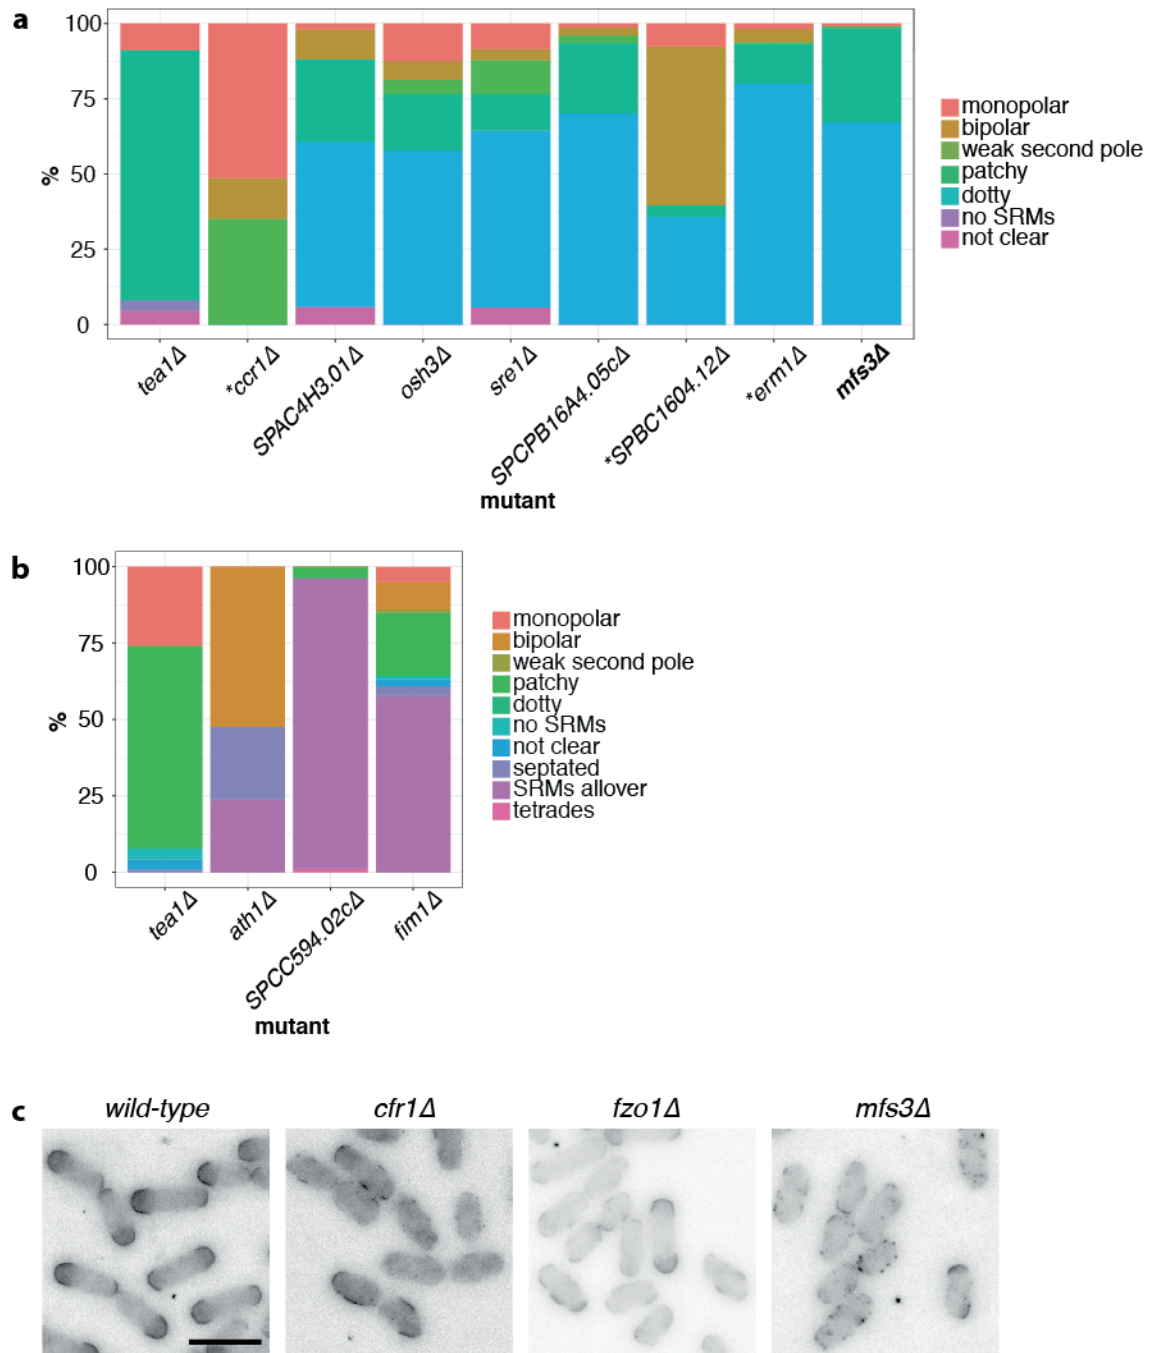 a
100
75
50
25
0
%
tea1Δ
*ccr1Δ
SPAC4H3.01Δ
osh3Δ
sre1Δ
SPCPB16A4.05cΔ
*SPBC1604.12Δ
*erm1Δ
mfs3Δ
mutant
monopolar
bipolar
weak second pole
patchy
dotty
no SRMs
not clear
b
100
75
50
25
0
%
tea1Δ
ath1Δ
SPCC594.02cΔ
fim1Δ
mutant
monopolar
bipolar
weak second pole
patchy
dotty
no SRMs
not clear
septated
SRMs allover
tetrades
c
wild-type
cfr1Δ
fzo1Δ
mfs3Δ